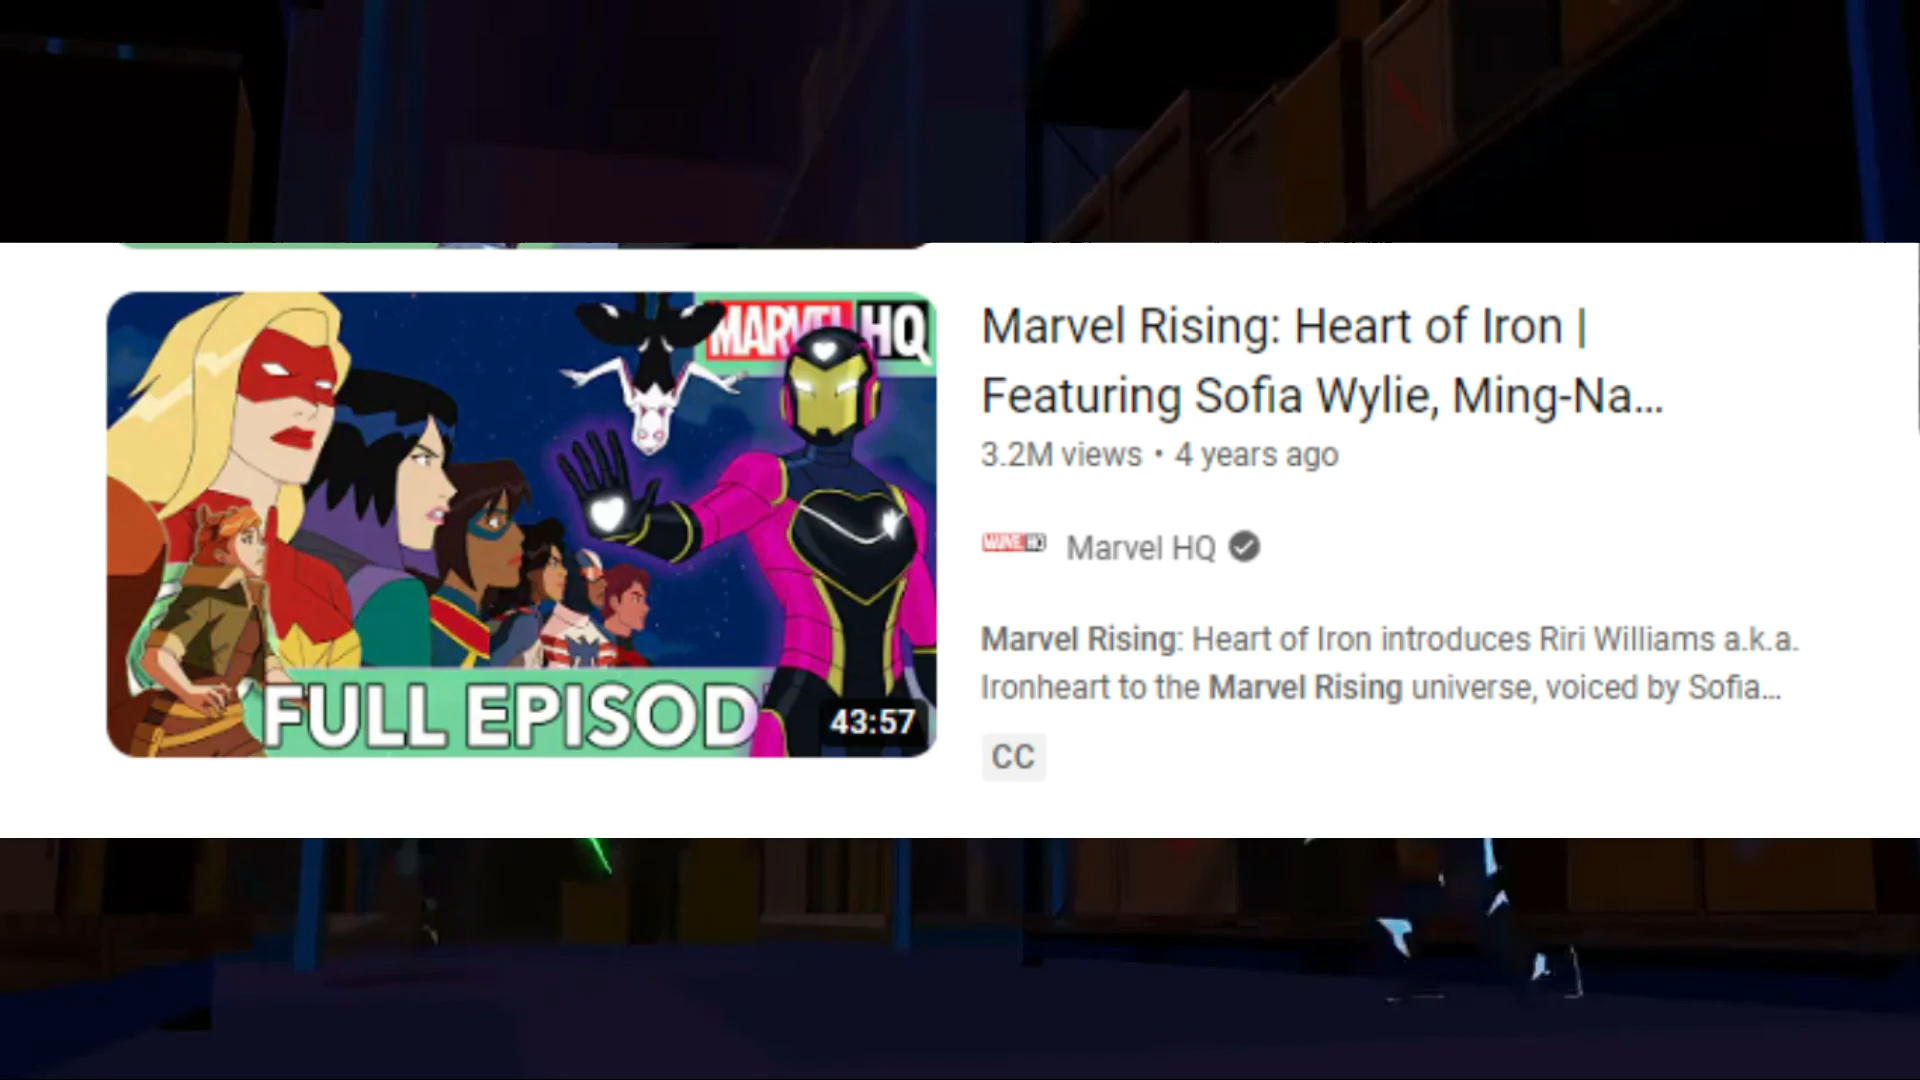 MARVEL HQ
FULL EPISOD
43:57
Marvel Rising: Heart of Iron |
Featuring Sofia Wylie, Ming-Na...
3.2M views • 4 years ago
MARVEL HQ
Marvel HQ
Marvel Rising: Heart of Iron introduces Riri Williams a.k.a.
Ironheart to the Marvel Rising universe, voiced by Sofia...
CC